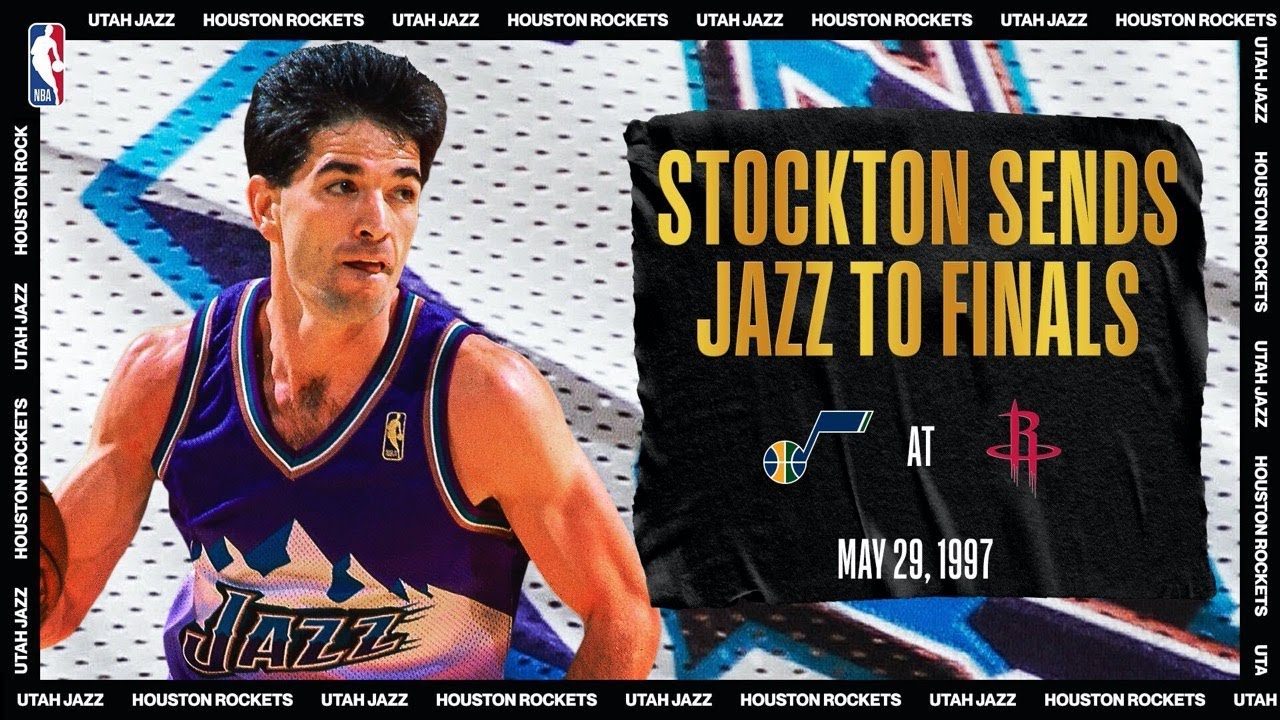 UTAH JAZZ HOUSTON ROCKETS UTAH JAZZ HOUSTON ROCKETS UTAH JAZZ HOUSTON ROCKETS UTAH JAZZ HOUSTON ROCKETS
NBA
UTAH JAZZ HOUSTON ROCKETS UTAH JAZZ HOUSTON ROCK
STOCKTON SENDS
JAZZ TO FINALS
R
AT
MAY 29, 1997
JAZZ
UTAH JAZZ HOUSTON ROCKETS UTAH JAZZ HOUSTON ROCKETS UTA
UTAH JAZZ HOUSTON ROCKETS UTAH JAZZ HOUSTON ROCKETS UTAH JAZZ HOUSTON ROCKETS UTAH JAZZ HOUSTON ROCKETS UTAH